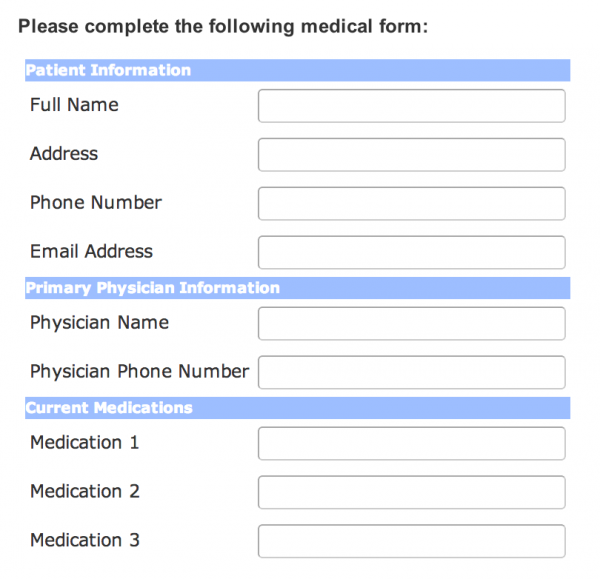 Please complete the following medical form:
Patient Information
Full Name
Address
Phone Number
Email Address
Primary Physician Information
Physician Name
Physician Phone Number
Current Medications
Medication 1
Medication 2
Medication 3